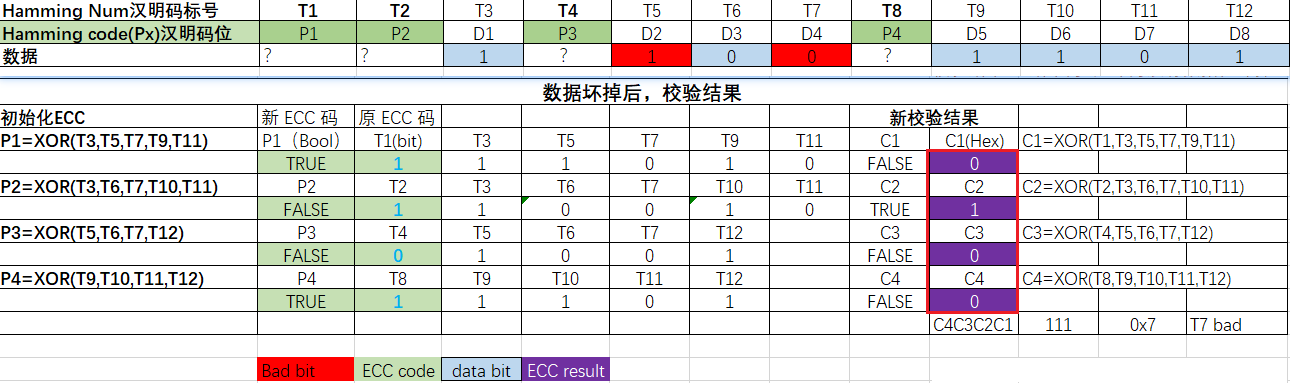 Hamming Num汉明码标号 T1 T2 T3 T4 T5 T6 T7 T8 T9 T10 T11 T12
Hamming code(Px)汉明码位 P1 P2 D1 P3 D2 D3 D4 P4 D5 D6 D7 D8
数据 ? ? 1 ? 1 0 0 ? 1 1 0 1
数据坏掉后，校验结果
初始化ECC 新 ECC 码 原 ECC 码 新校验结果
P1=XOR(T3,T5,T7,T9,T11) P1（Bool） T1(bit) T3 T5 T7 T9 T11 C1 C1(Hex) C1=XOR(T1,T3,T5,T7,T9,T11)
TRUE 1 1 1 0 1 0 FALSE 0
P2=XOR(T3,T6,T7,T10,T11) P2 T2 T3 T6 T7 T10 T11 C2 C2 C2=XOR(T2,T3,T6,T7,T10,T11)
FALSE 1 1 0 0 1 0 TRUE 1
P3=XOR(T5,T6,T7,T12) P3 T4 T5 T6 T7 T12 C3 C3 C3=XOR(T4,T5,T6,T7,T12)
FALSE 0 1 0 0 1 FALSE 0
P4=XOR(T9,T10,T11,T12) P4 T8 T9 T10 T11 T12 C4 C4 C4=XOR(T8,T9,T10,T11,T12)
TRUE 1 1 1 0 1 FALSE 0
C4C3C2C1 111 0x7 T7 bad
Bad bit ECC code data bit ECC result